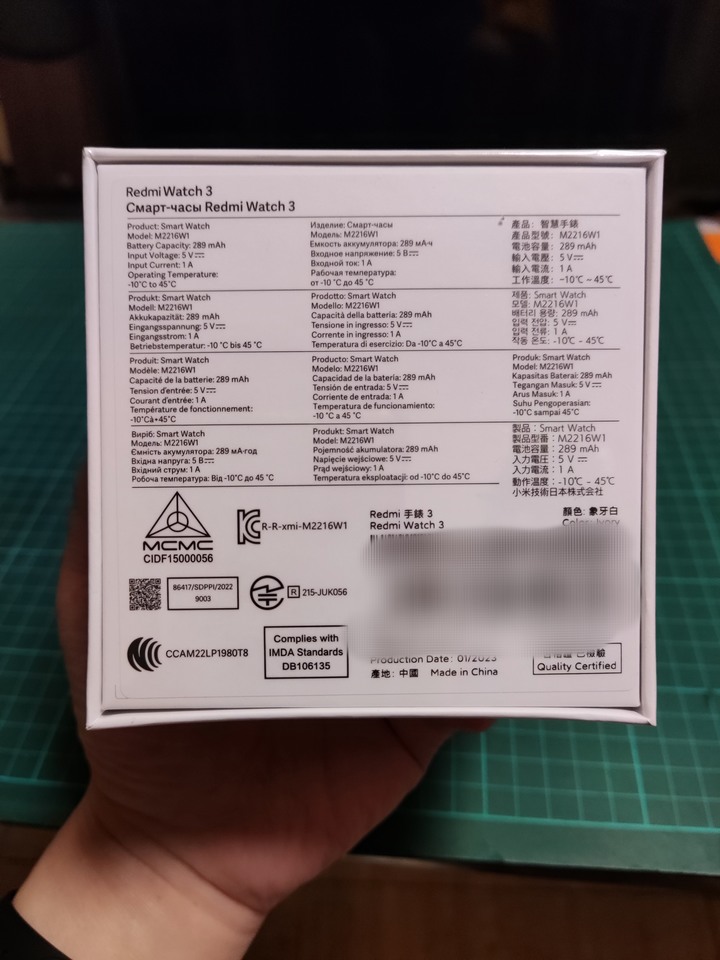 Redmi Watch 3
Смарт-часы Redmi Watch 3
Product: Smart Watch
Model: M2216W1
Battery Capacity: 289 mAh
Input Voltage: 5 V⎓
Input Current: 1 A
Operating Temperature:
-10°C to 45°C
Изделие: Смарт-часы
Модель: M2216W1
Емкость аккумулятора: 289 мА·ч
Входное напряжение: 5 В⎓
Входной ток: 1 А
Рабочая температура:
от -10 °C до 45 °C
產品: 智慧手錶
產品型號: M2216W1
電池容量: 289 mAh
輸入電壓: 5 V⎓
輸入電流: 1 A
工作溫度: -10℃ ~ 45℃
Produkt: Smart Watch
Modell: M2216W1
Akkukapazität: 289 mAh
Eingangsspannung: 5 V⎓
Eingangsstrom: 1 A
Betriebstemperatur: -10 °C bis 45 °C
Prodotto: Smart Watch
Modello: M2216W1
Capacità della batteria: 289 mAh
Tensione in ingresso: 5 V⎓
Corrente in ingresso: 1 A
Temperatura di esercizio: Da -10°C a 45°C
제품: Smart Watch
모델: M2216W1
배터리 용량: 289 mAh
입력 전압: 5 V⎓
입력 전류: 1 A
작동 온도: -10℃ ~ 45℃
Produit: Smart Watch
Modèle: M2216W1
Capacité de la batterie: 289 mAh
Tension d'entrée: 5 V⎓
Courant d'entrée: 1 A
Température de fonctionnement:
-10°Cà+45°C
Producto: Smart Watch
Modelo: M2216W1
Capacidad de la batería: 289 mAh
Tensión de entrada: 5 V⎓
Corriente de entrada: 1 A
Temperatura de funcionamiento:
-10°C a 45°C
Produk: Smart Watch
Model: M2216W1
Kapasitas Baterai: 289 mAh
Tegangan Masuk: 5 V⎓
Arus Masuk: 1 A
Suhu Pengoperasian:
-10°C sampai 45°C
Виріб: Smart Watch
Модель: M2216W1
Ємність акумулятора: 289 мА·год
Вхідна напруга: 5 В⎓
Вхідний струм: 1 А
Робоча температура: Від -10°C до 45 °C
Produkt: Smart Watch
Model: M2216W1
Pojemność akumulatora: 289 mAh
Napięcie wejściowe: 5 V⎓
Prąd wejściowy: 1 A
Temperatura eksploatacji: od -10°C do 45°C
製品: Smart Watch
製品型番: M2216W1
電池容量: 289 mAh
入力電圧: 5 V⎓
入力電流: 1 A
動作温度: -10℃ ~ 45℃
小米技術日本株式会社
MCMC
CIDF15000056
R-R-xmi-M2216W1
Redmi 手錶 3
Redmi Watch 3
顏色: 象牙白
Color: Ivory
86417/SDPPI/2022
9003
R 215-JUK056
CCAM22LP1980T8
Complies with
IMDA Standards
DB106135
Production Date: 01/2023
產地: 中國 Made in China
Quality Certified